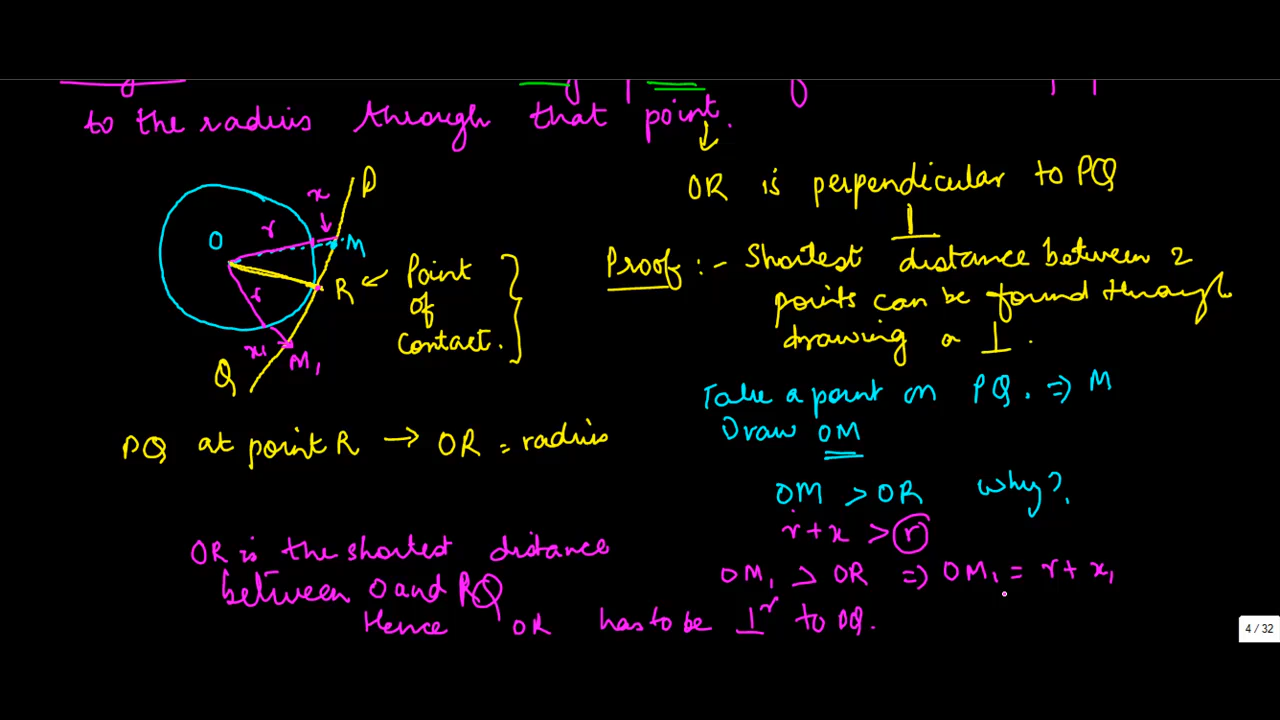 to the radius through that point.
OR is perpendicular to PQ
P
x
r
O
M
R ← Point of contact.
r
x1
M1
Q
Proof :- Shortest distance between 2
points can be found through
drawing a ⊥.
Take a point on PQ. ⇒ M
Draw OM
PQ at point R → OR = radius
OM > OR why?
r + x > r
OR is the shortest distance
between O and PQ
OM1 > OR ⇒ OM1 = r + x1
Hence OR has to be ⊥r to PQ.
4 / 32